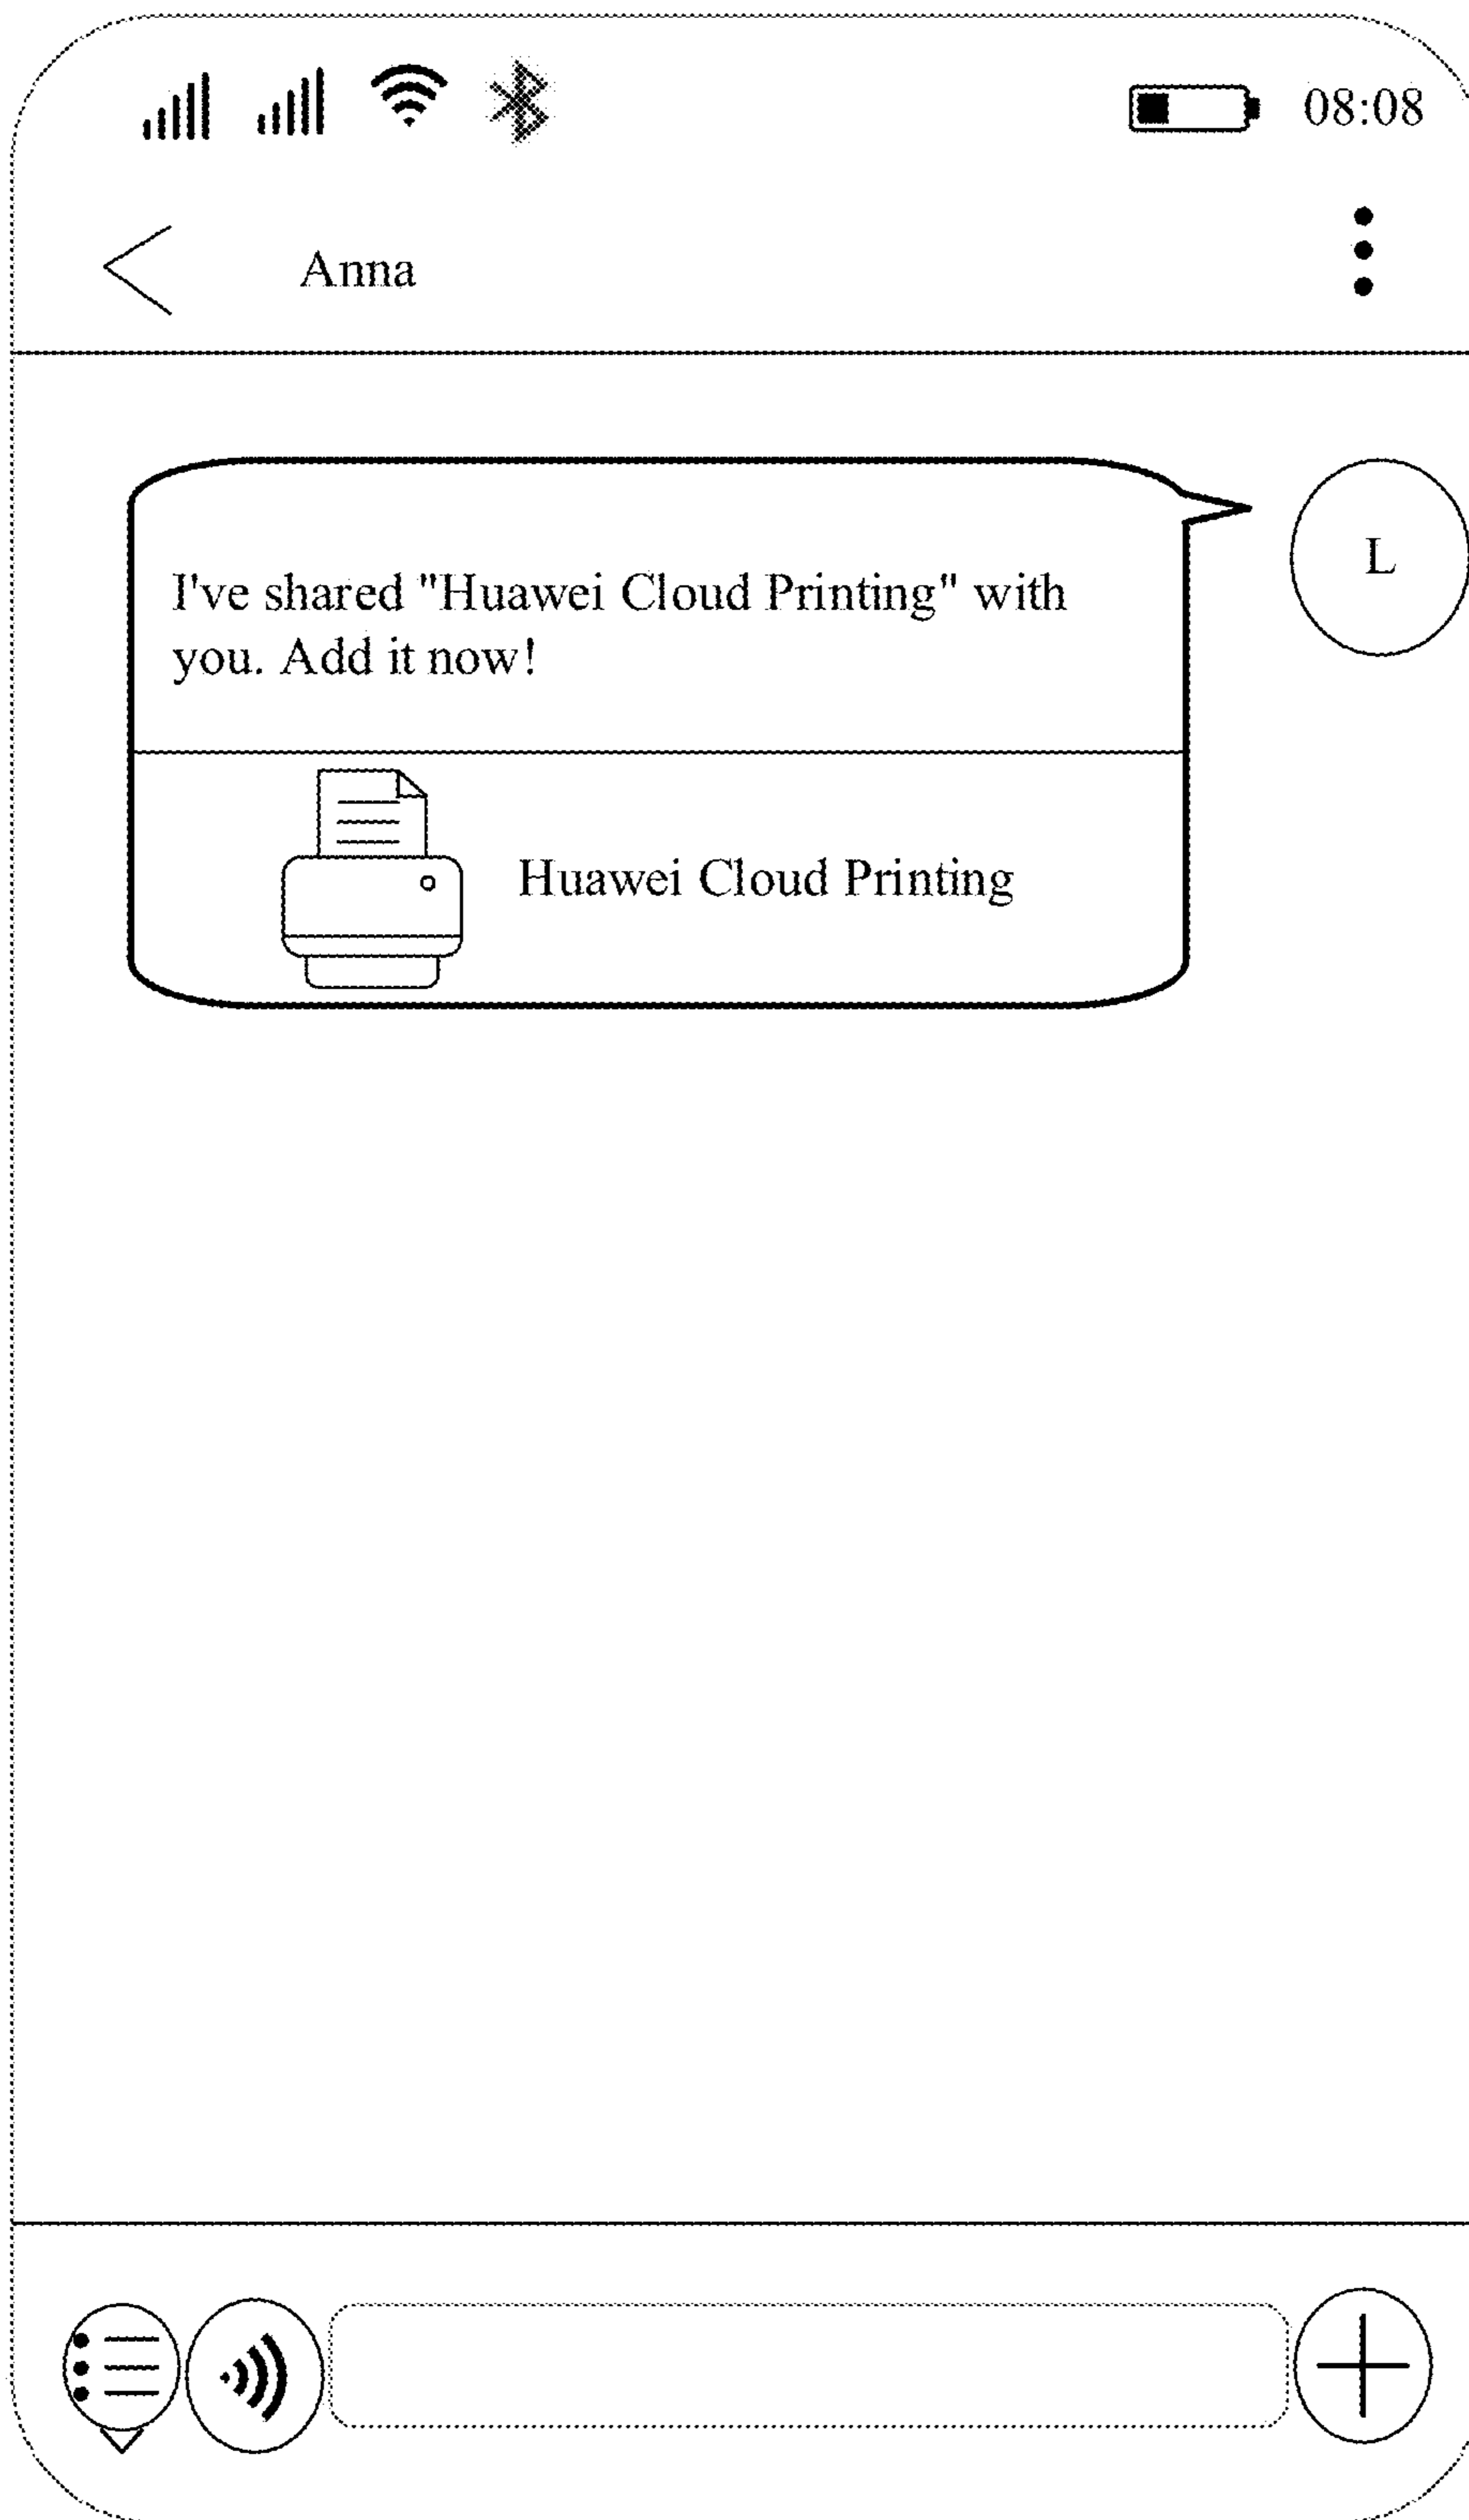 08:08
Anna
I've shared "Huawei Cloud Printing" with
you. Add it now!
L
Huawei Cloud Printing